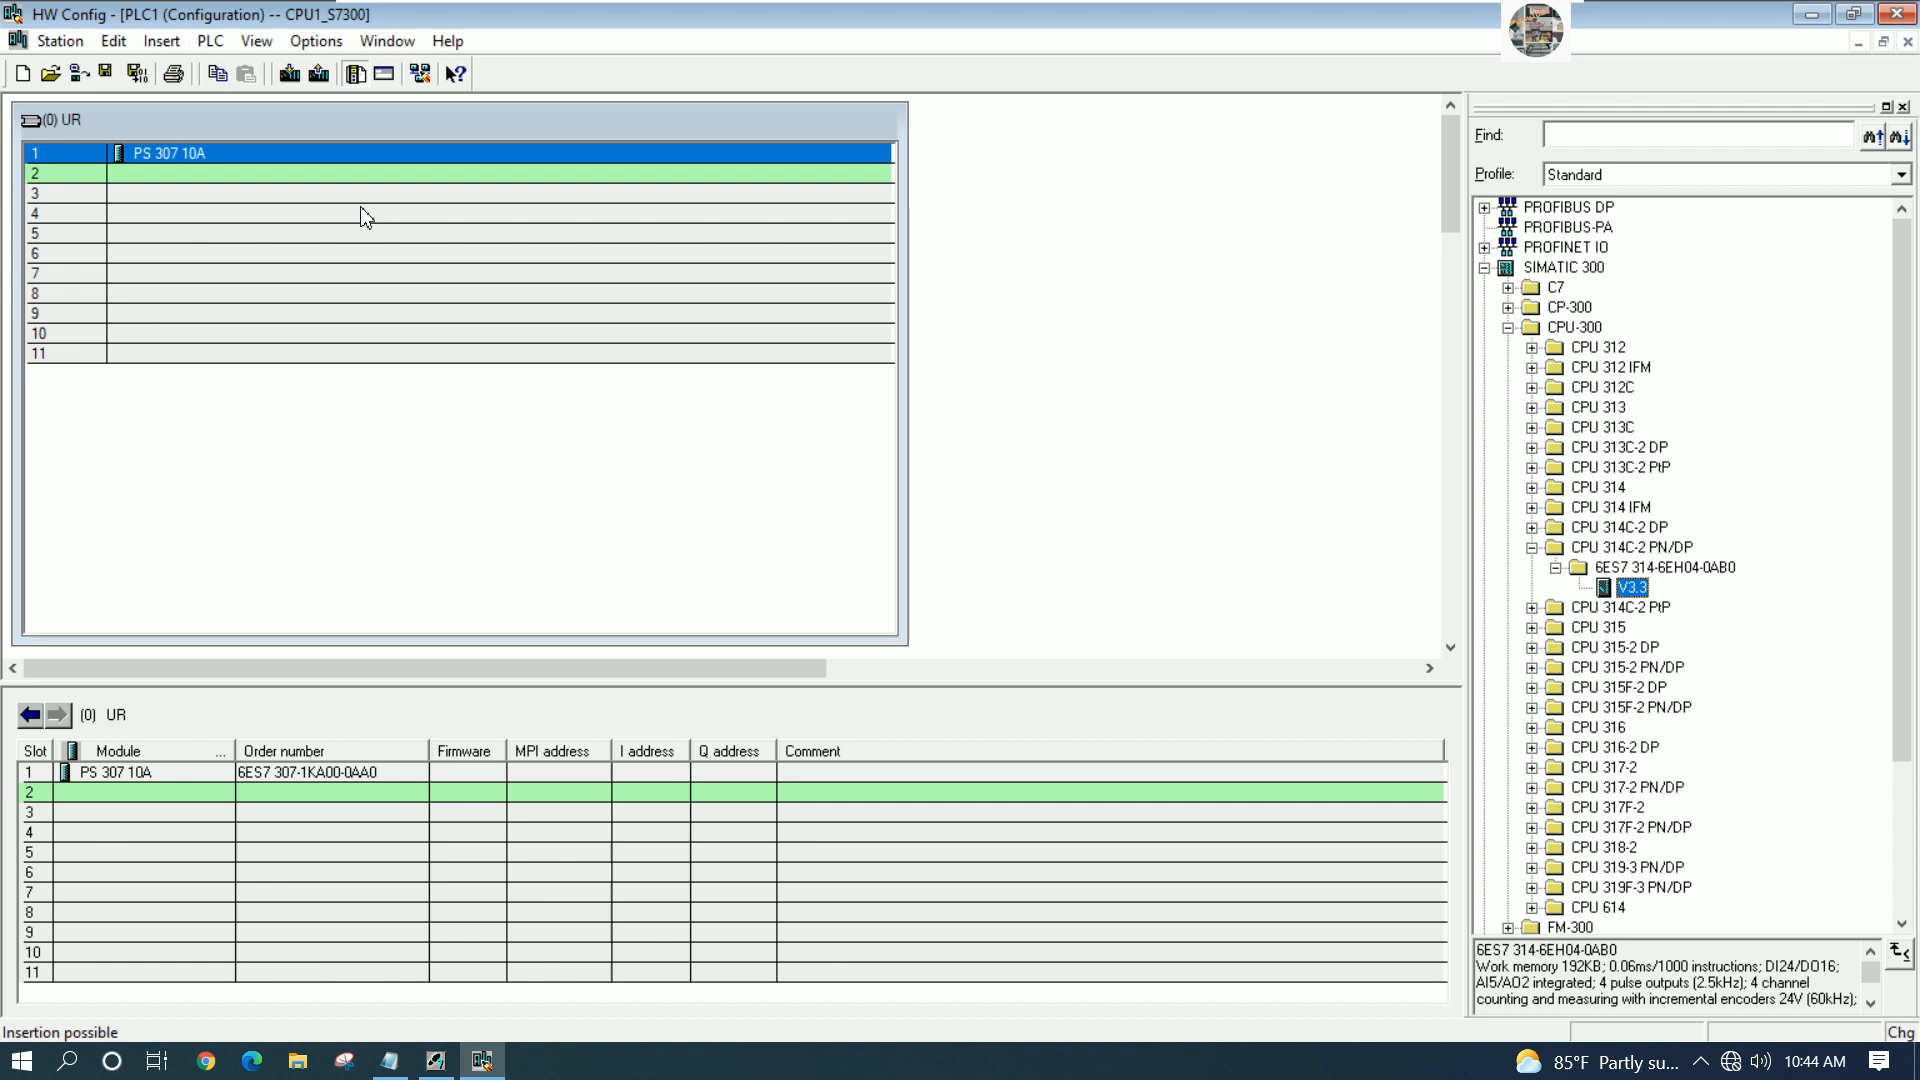 HW Config - [PLC1 (Configuration) -- CPU1_S7300]
Station Edit Insert PLC View Options Window Help
(0) UR
1 PS 307 10A
2
3
4
5
6
7
8
9
10
11
(0) UR
Slot Module ... Order number Firmware MPI address I address Q address Comment
1 PS 307 10A 6ES7 307-1KA00-0AA0
2
3
4
5
6
7
8
9
10
11
Find:
Profile: Standard
PROFIBUS DP
PROFIBUS-PA
PROFINET IO
SIMATIC 300
C7
CP-300
CPU-300
CPU 312
CPU 312 IFM
CPU 312C
CPU 313
CPU 313C
CPU 313C-2 DP
CPU 313C-2 PtP
CPU 314
CPU 314 IFM
CPU 314C-2 DP
CPU 314C-2 PN/DP
6ES7 314-6EH04-0AB0
V3.3
CPU 314C-2 PtP
CPU 315
CPU 315-2 DP
CPU 315-2 PN/DP
CPU 315F-2 DP
CPU 315F-2 PN/DP
CPU 316
CPU 316-2 DP
CPU 317-2
CPU 317-2 PN/DP
CPU 317F-2
CPU 317F-2 PN/DP
CPU 318-2
CPU 319-3 PN/DP
CPU 319F-3 PN/DP
CPU 614
FM-300
6ES7 314-6EH04-0AB0
Work memory 192KB; 0.06ms/1000 instructions; DI24/DO16;
AI5/AO2 integrated; 4 pulse outputs (2.5kHz); 4 channel
counting and measuring with incremental encoders 24V (60kHz);
Insertion possible
Chg
85°F Partly su... 10:44 AM